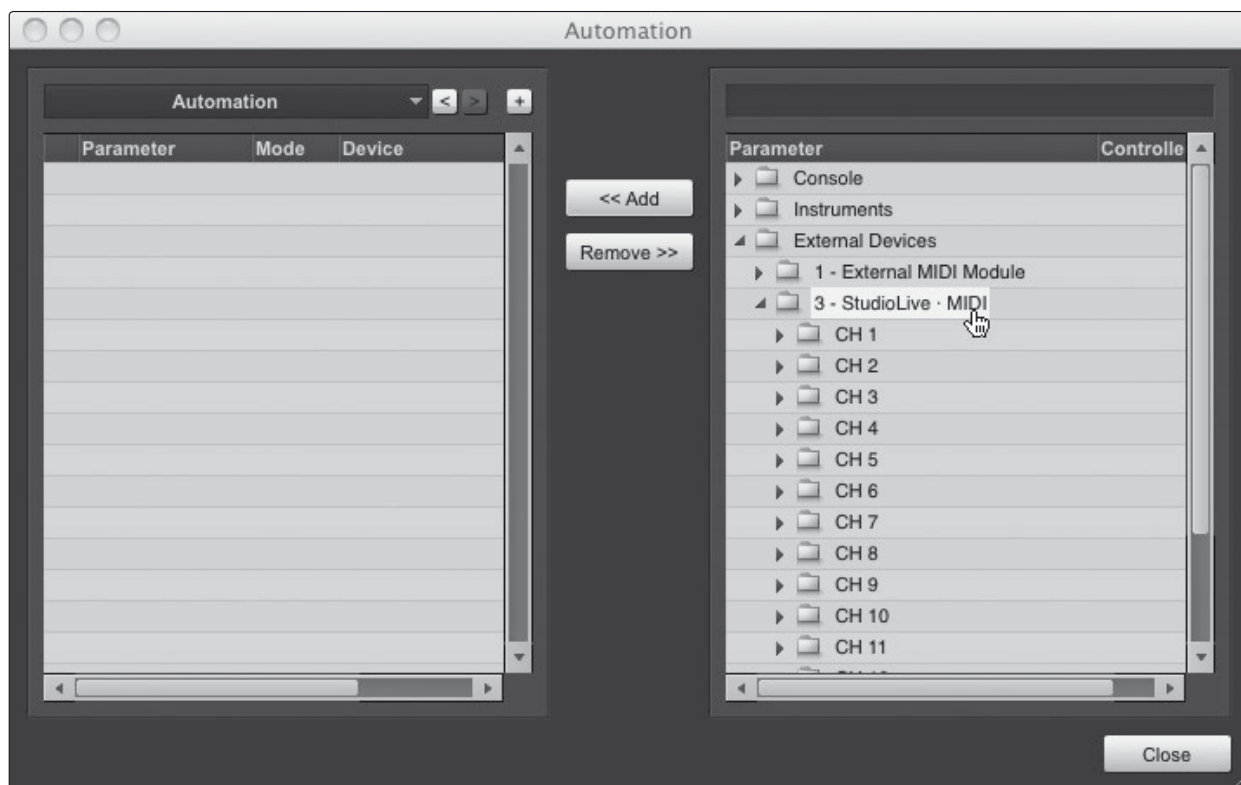 Automation
Automation < > +
Parameter Mode Device
<< Add
Remove >>
Parameter Controlle
Console
Instruments
External Devices
1 - External MIDI Module
3 - StudioLive · MIDI
CH 1
CH 2
CH 3
CH 4
CH 5
CH 6
CH 7
CH 8
CH 9
CH 10
CH 11
Close